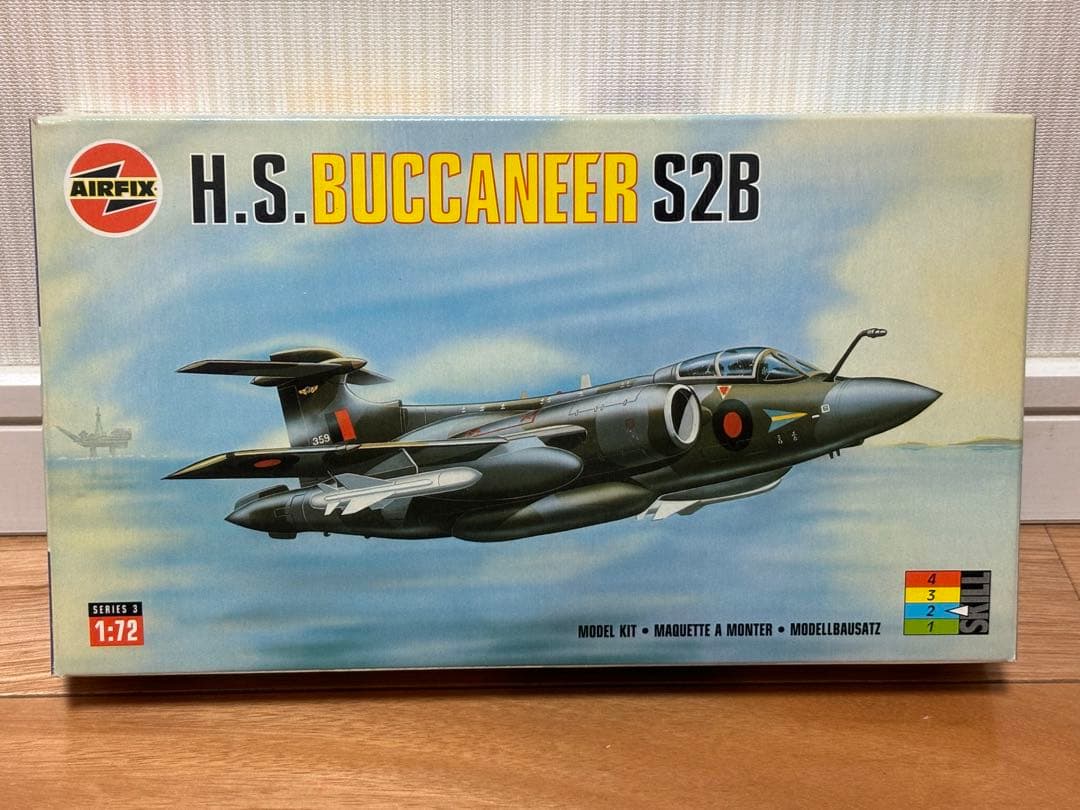 AIRFIX
H.S.BUCCANEER S2B
359
SERIES 3
1:72
MODEL KIT • MAQUETTE A MONTER • MODELLBAUSATZ
4
3
2
1
SKILL